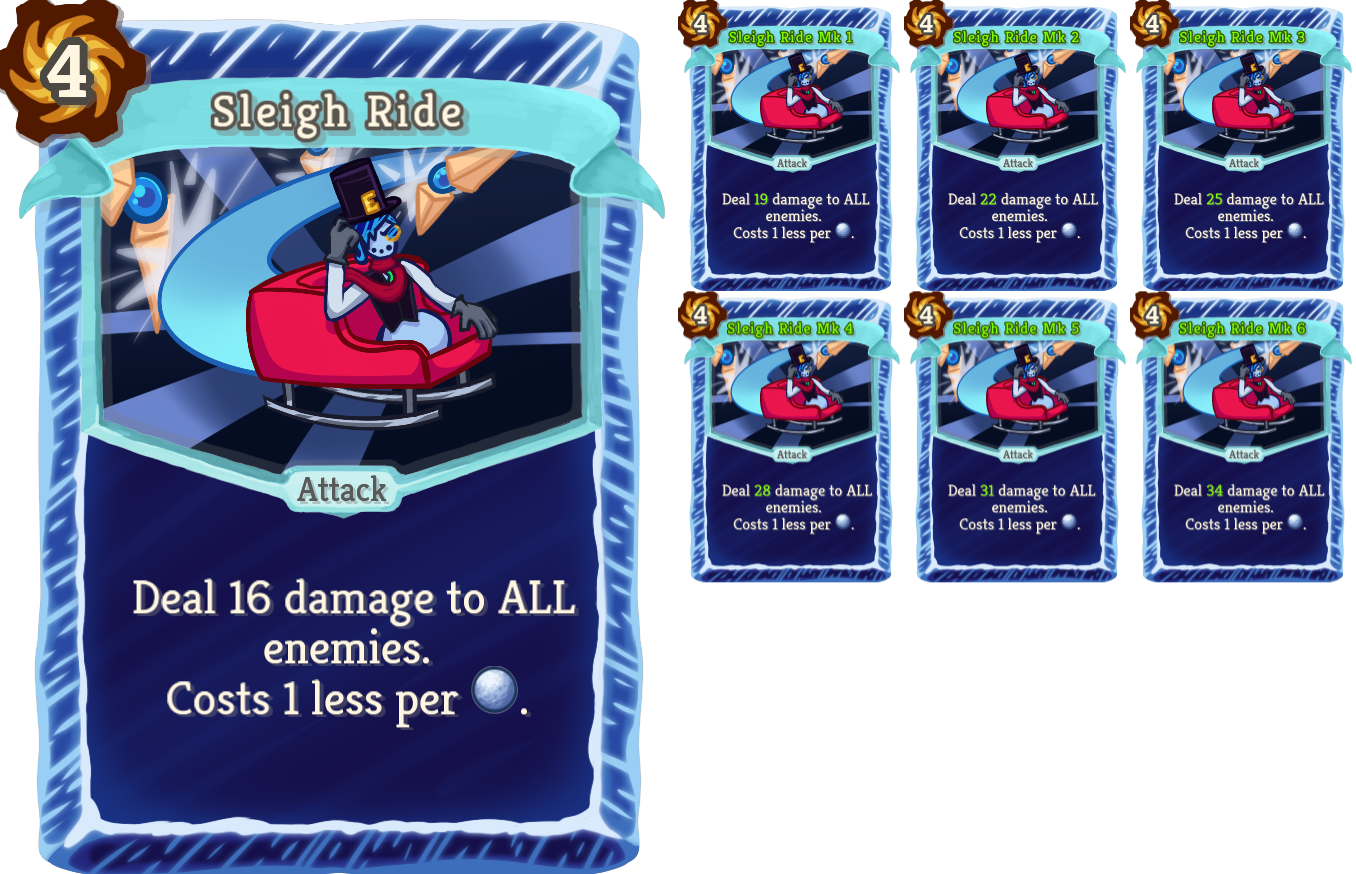 4
Sleigh Ride
E
Attack
Deal 16 damage to ALL
enemies.
Costs 1 less per .
4
Sleigh Ride Mk 1
E
Attack
Deal 19 damage to ALL
enemies.
Costs 1 less per .
4
Sleigh Ride Mk 2
E
Attack
Deal 22 damage to ALL
enemies.
Costs 1 less per .
4
Sleigh Ride Mk 3
E
Attack
Deal 25 damage to ALL
enemies.
Costs 1 less per .
4
Sleigh Ride Mk 4
E
Attack
Deal 28 damage to ALL
enemies.
Costs 1 less per .
4
Sleigh Ride Mk 5
E
Attack
Deal 31 damage to ALL
enemies.
Costs 1 less per .
4
Sleigh Ride Mk 6
E
Attack
Deal 34 damage to ALL
enemies.
Costs 1 less per .